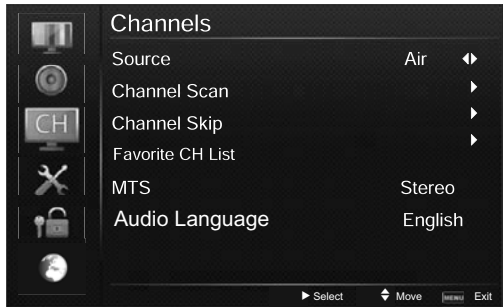 Channels
Source Air
Channel Scan
CH
Channel Skip
Favorite CH List
MTS Stereo
Audio Language English
Select Move MENU Exit